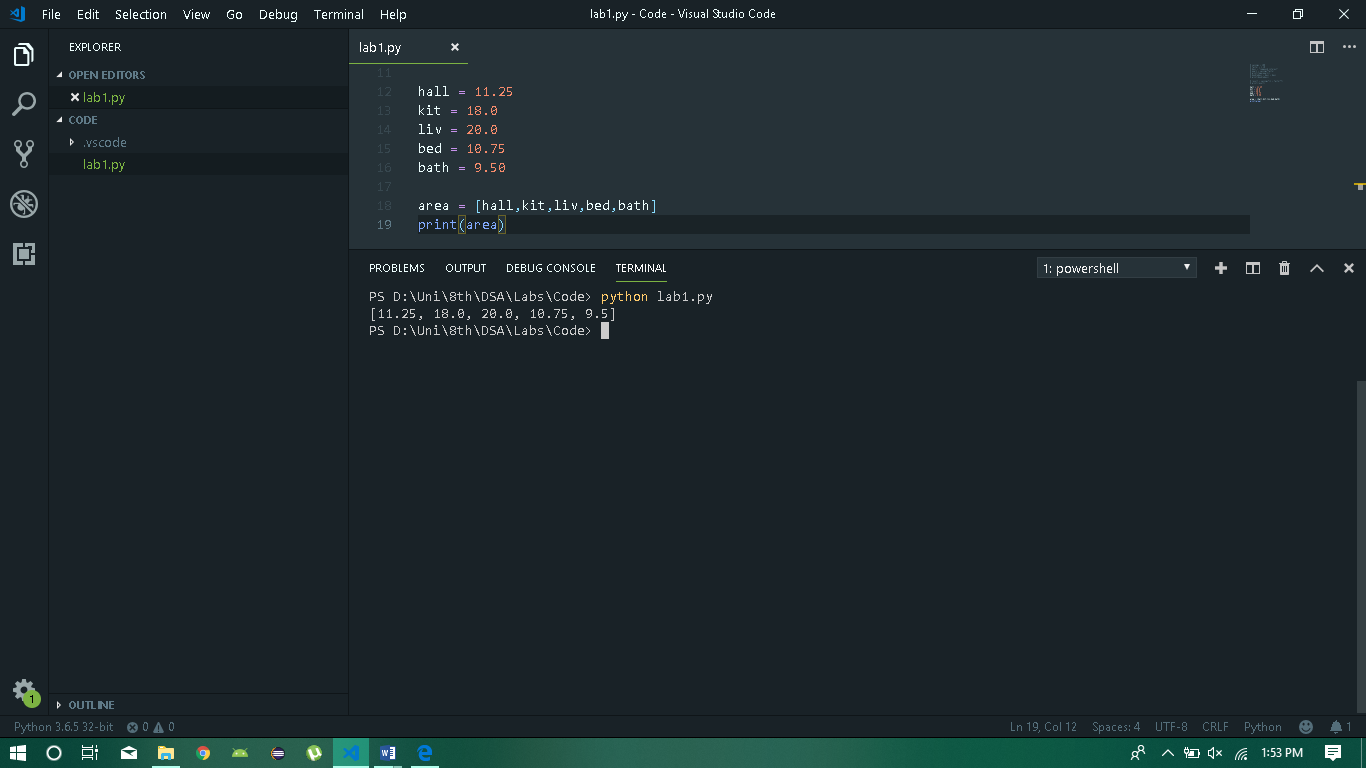 File Edit Selection View Go Debug Terminal Help lab1.py - Code - Visual Studio Code
EXPLORER
OPEN EDITORS
lab1.py
CODE
.vscode
lab1.py
OUTLINE
lab1.py
11
12 hall = 11.25
13 kit = 18.0
14 liv = 20.0
15 bed = 10.75
16 bath = 9.50
17
18 area = [hall,kit,liv,bed,bath]
19 print(area)
PROBLEMS OUTPUT DEBUG CONSOLE TERMINAL 1: powershell
PS D:\Uni\8th\DSA\Labs\Code> python lab1.py
[11.25, 18.0, 20.0, 10.75, 9.5]
PS D:\Uni\8th\DSA\Labs\Code>
1
Python 3.6.5 32-bit 0 0 Ln 19, Col 12 Spaces: 4 UTF-8 CRLF Python 1
1:53 PM